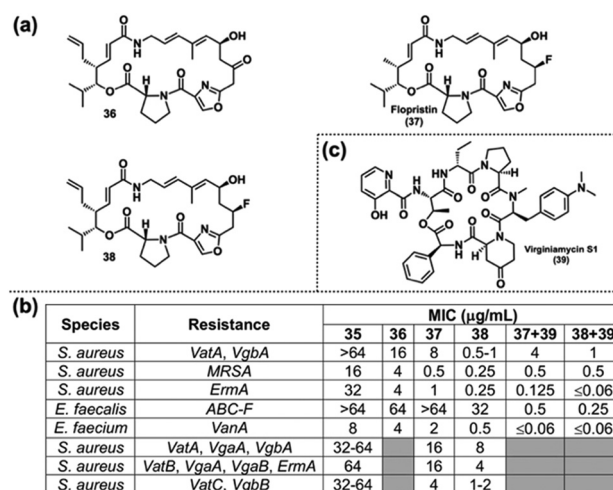 (a)
OH
O
N
H
O
O
O
H
N
O
N
O
36
OH
O
N
H
F
O
O
H
N
O
N
O
Flopristin
(37)
OH
O
N
H
F
O
O
H
N
O
N
O
38
(c)
N
OH
O
N
H
HN
O
O
N
H
O
N
O
N
O
O
N
H
O
H
N
O
Virginiamycin S1
(39)
(b)
Species Resistance MIC (μg/mL)
35 36 37 38 37+39 38+39
S. aureus VatA, VgbA >64 16 8 0.5-1 4 1
S. aureus MRSA 16 4 0.5 0.25 0.5 0.5
S. aureus ErmA 32 4 1 0.25 0.125 ≤0.06
E. faecalis ABC-F >64 64 >64 32 0.5 0.25
E. faecium VanA 8 4 2 0.5 ≤0.06 ≤0.06
S. aureus VatA, VgaA, VgbA 32-64 16 8
S. aureus VatB, VgaA, VgaB, ErmA 64 16 4
S. aureus VatC, VgbB 32-64 4 1-2